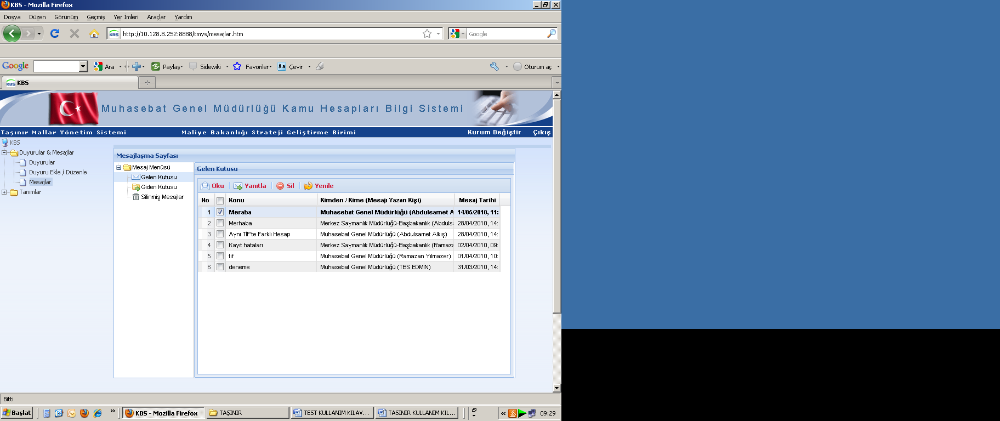 KBS - Mozilla Firefox
Dosya Düzen Görünüm Geçmiş Yer İmleri Araçlar Yardım
KBS http://10.128.8.252:8888/tmys/mesajlar.htm Google
Google Ara Paylaş Sidewiki Favoriler Çevir Oturum aç
KBS KBS
Muhasebat Genel Müdürlüğü Kamu Hesapları Bilgi Sistemi
Taşınır Mallar Yönetim Sistemi Maliye Bakanlığı Strateji Geliştirme Birimi Kurum Değiştir Çıkış
KBS
Duyurular & Mesajlar
Duyurular
Duyuru Ekle / Düzenle
Mesajlar
Tanımlar
Mesajlaşma Sayfası
Mesaj Menüsü
Gelen Kutusu
Giden Kutusu
Silinmiş Mesajlar
Gelen Kutusu
Oku Yanıtla Sil Yenile
No Konu Kimden / Kime (Mesajı Yazan Kişi) Mesaj Tarihi
1 Meraba Muhasebat Genel Müdürlüğü (Abdulsamet A 14/05/2010, 11:
2 Merhaba Merkez Saymanlık Müdürlüğü-Başbakanlık (Abduls 28/04/2010, 14:
3 Aynı TİF'te Farklı Hesap Muhasebat Genel Müdürlüğü (Abdulsamet Alkış) 28/04/2010, 14:
4 Kayıt hataları Merkez Saymanlık Müdürlüğü-Başbakanlık (Ramaza 02/04/2010, 09:
5 tif Muhasebat Genel Müdürlüğü (Ramazan Yılmazer) 01/04/2010, 10:
6 deneme Muhasebat Genel Müdürlüğü (TBS EDMİN) 31/03/2010, 14:
Bitti
Başlat » KBS - Mozilla Firefox TAŞINIR TEST KULLANIM KILAV... TASINIR KULLANIM KIL... « 09:29